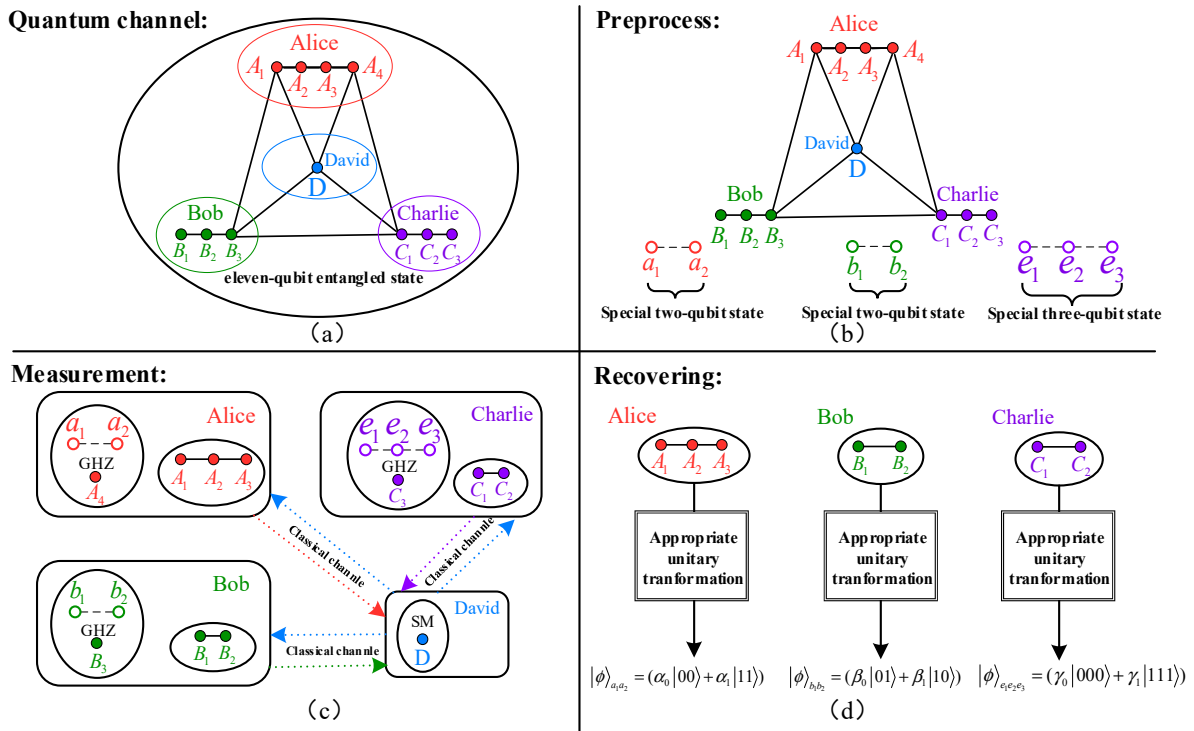 Quantum channel:
Alice
A₁ A₂ A₃ A₄
David
D
Bob
B₁ B₂ B₃
Charlie
C₁ C₂ C₃
eleven-qubit entangled state
(a)
Preprocess:
Alice
A₁ A₂ A₃ A₄
David
D
Bob
B₁ B₂ B₃
Charlie
C₁ C₂ C₃
a₁ a₂
b₁ b₂
e₁ e₂ e₃
Special two-qubit state
Special two-qubit state
Special three-qubit state
(b)
Measurement:
Alice
a₁ a₂
GHZ
A₄
A₁ A₂ A₃
Charlie
e₁ e₂ e₃
GHZ
C₃
C₁ C₂
Classical channle
Classical channle
Bob
b₁ b₂
GHZ
B₃
B₁ B₂
Classical channle
David
SM
D
(c)
Recovering:
Alice
A₁ A₂ A₃
Appropriate
unitary
tranformation
|ϕ⟩ₐ₁ₐ₂ = (α₀|00⟩+α₁|11⟩)
Bob
B₁ B₂
Appropriate
unitary
tranformation
|ϕ⟩b₁b₂ = (β₀|01⟩+β₁|10⟩)
Charlie
C₁ C₂
Appropriate
unitary
tranformation
|ϕ⟩e₁e₂e₃ = (γ₀|000⟩+γ₁|111⟩)
(d)